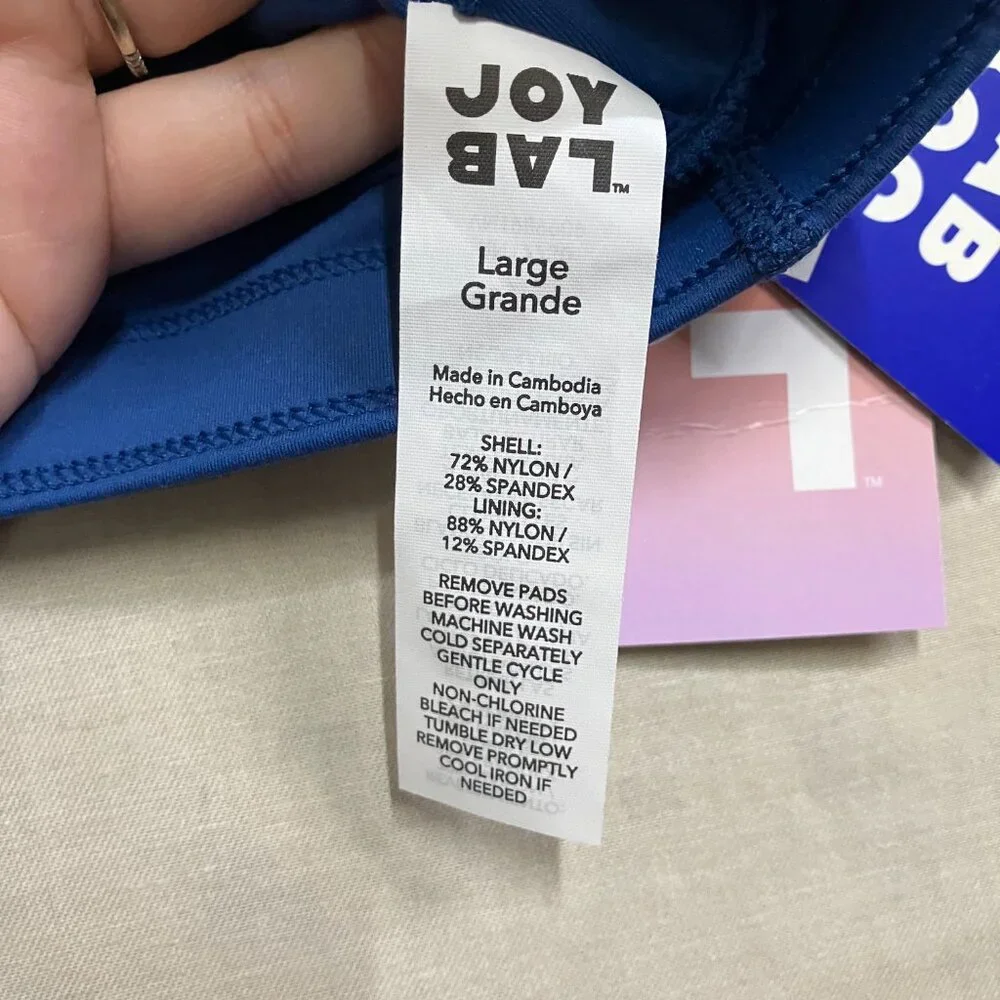 JOY
LAB™
Large
Grande
Made in Cambodia
Hecho en Camboya
SHELL:
72% NYLON /
28% SPANDEX
LINING:
88% NYLON /
12% SPANDEX
REMOVE PADS
BEFORE WASHING
MACHINE WASH
COLD SEPARATELY
GENTLE CYCLE
ONLY
NON-CHLORINE
BLEACH IF NEEDED
TUMBLE DRY LOW
REMOVE PROMPTLY
COOL IRON IF
NEEDED
L™